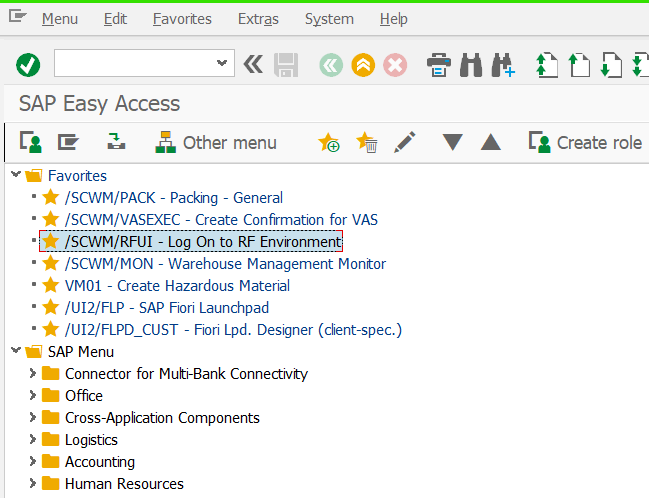 Menu Edit Favorites Extras System Help
SAP Easy Access
Other menu Create role
Favorites
/SCWM/PACK - Packing - General
/SCWM/VASEXEC - Create Confirmation for VAS
/SCWM/RFUI - Log On to RF Environment
/SCWM/MON - Warehouse Management Monitor
VM01 - Create Hazardous Material
/UI2/FLP - SAP Fiori Launchpad
/UI2/FLPD_CUST - Fiori Lpd. Designer (client-spec.)
SAP Menu
Connector for Multi-Bank Connectivity
Office
Cross-Application Components
Logistics
Accounting
Human Resources